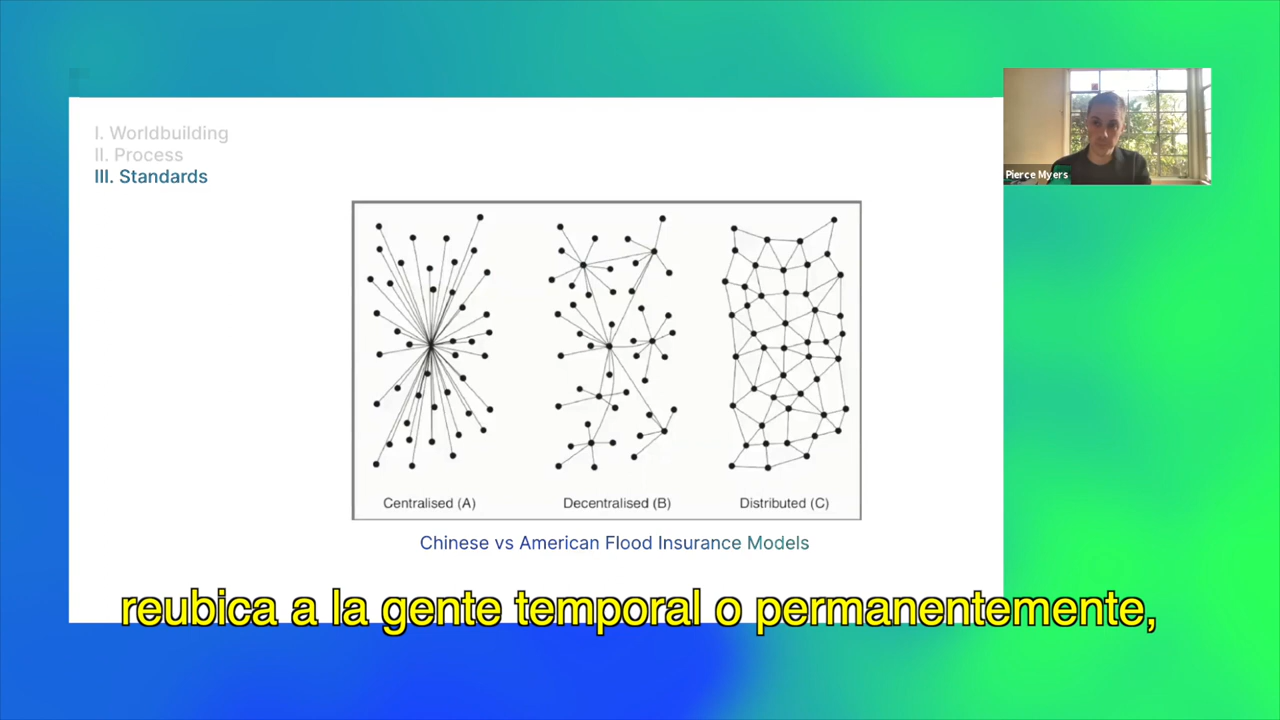 I. Worldbuilding
II. Process
III. Standards
Pierce Myers
Centralised (A)
Decentralised (B)
Distributed (C)
Chinese vs American Flood Insurance Models
reubica a la gente temporal o permanentemente,